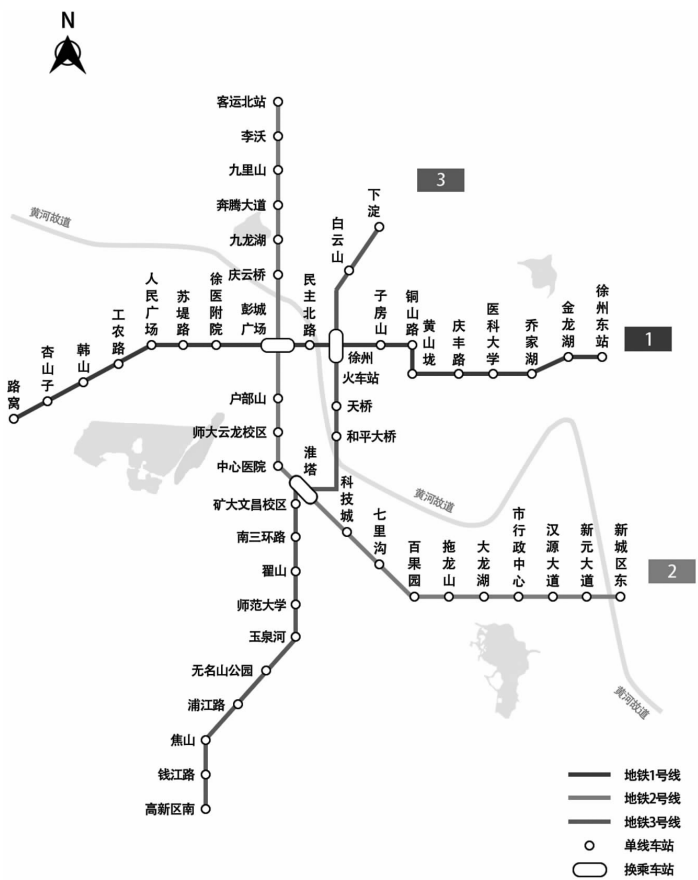 N
客运北站
李沃
九里山
奔腾大道
九龙湖
庆云桥
彭城
广场
户部山
师大云龙校区
中心医院
3
下淀
白云山
黄河故道
路窝
杏山子
韩山
工农路
人民广场
苏堤路
徐医附院
民主北路
徐州
火车站
子房山
铜山路
黄山垅
庆丰路
医科大学
乔家湖
金龙湖
徐州东站
1
天桥
和平大桥
淮塔
科技城
七里沟
百果园
拖龙山
大龙湖
市行政中心
汉源大道
新元大道
新城区东
2
黄河故道
矿大文昌校区
南三环路
翟山
师范大学
玉泉河
无名山公园
浦江路
焦山
钱江路
高新区南
黄河故道
地铁1号线
地铁2号线
地铁3号线
单线车站
换乘车站